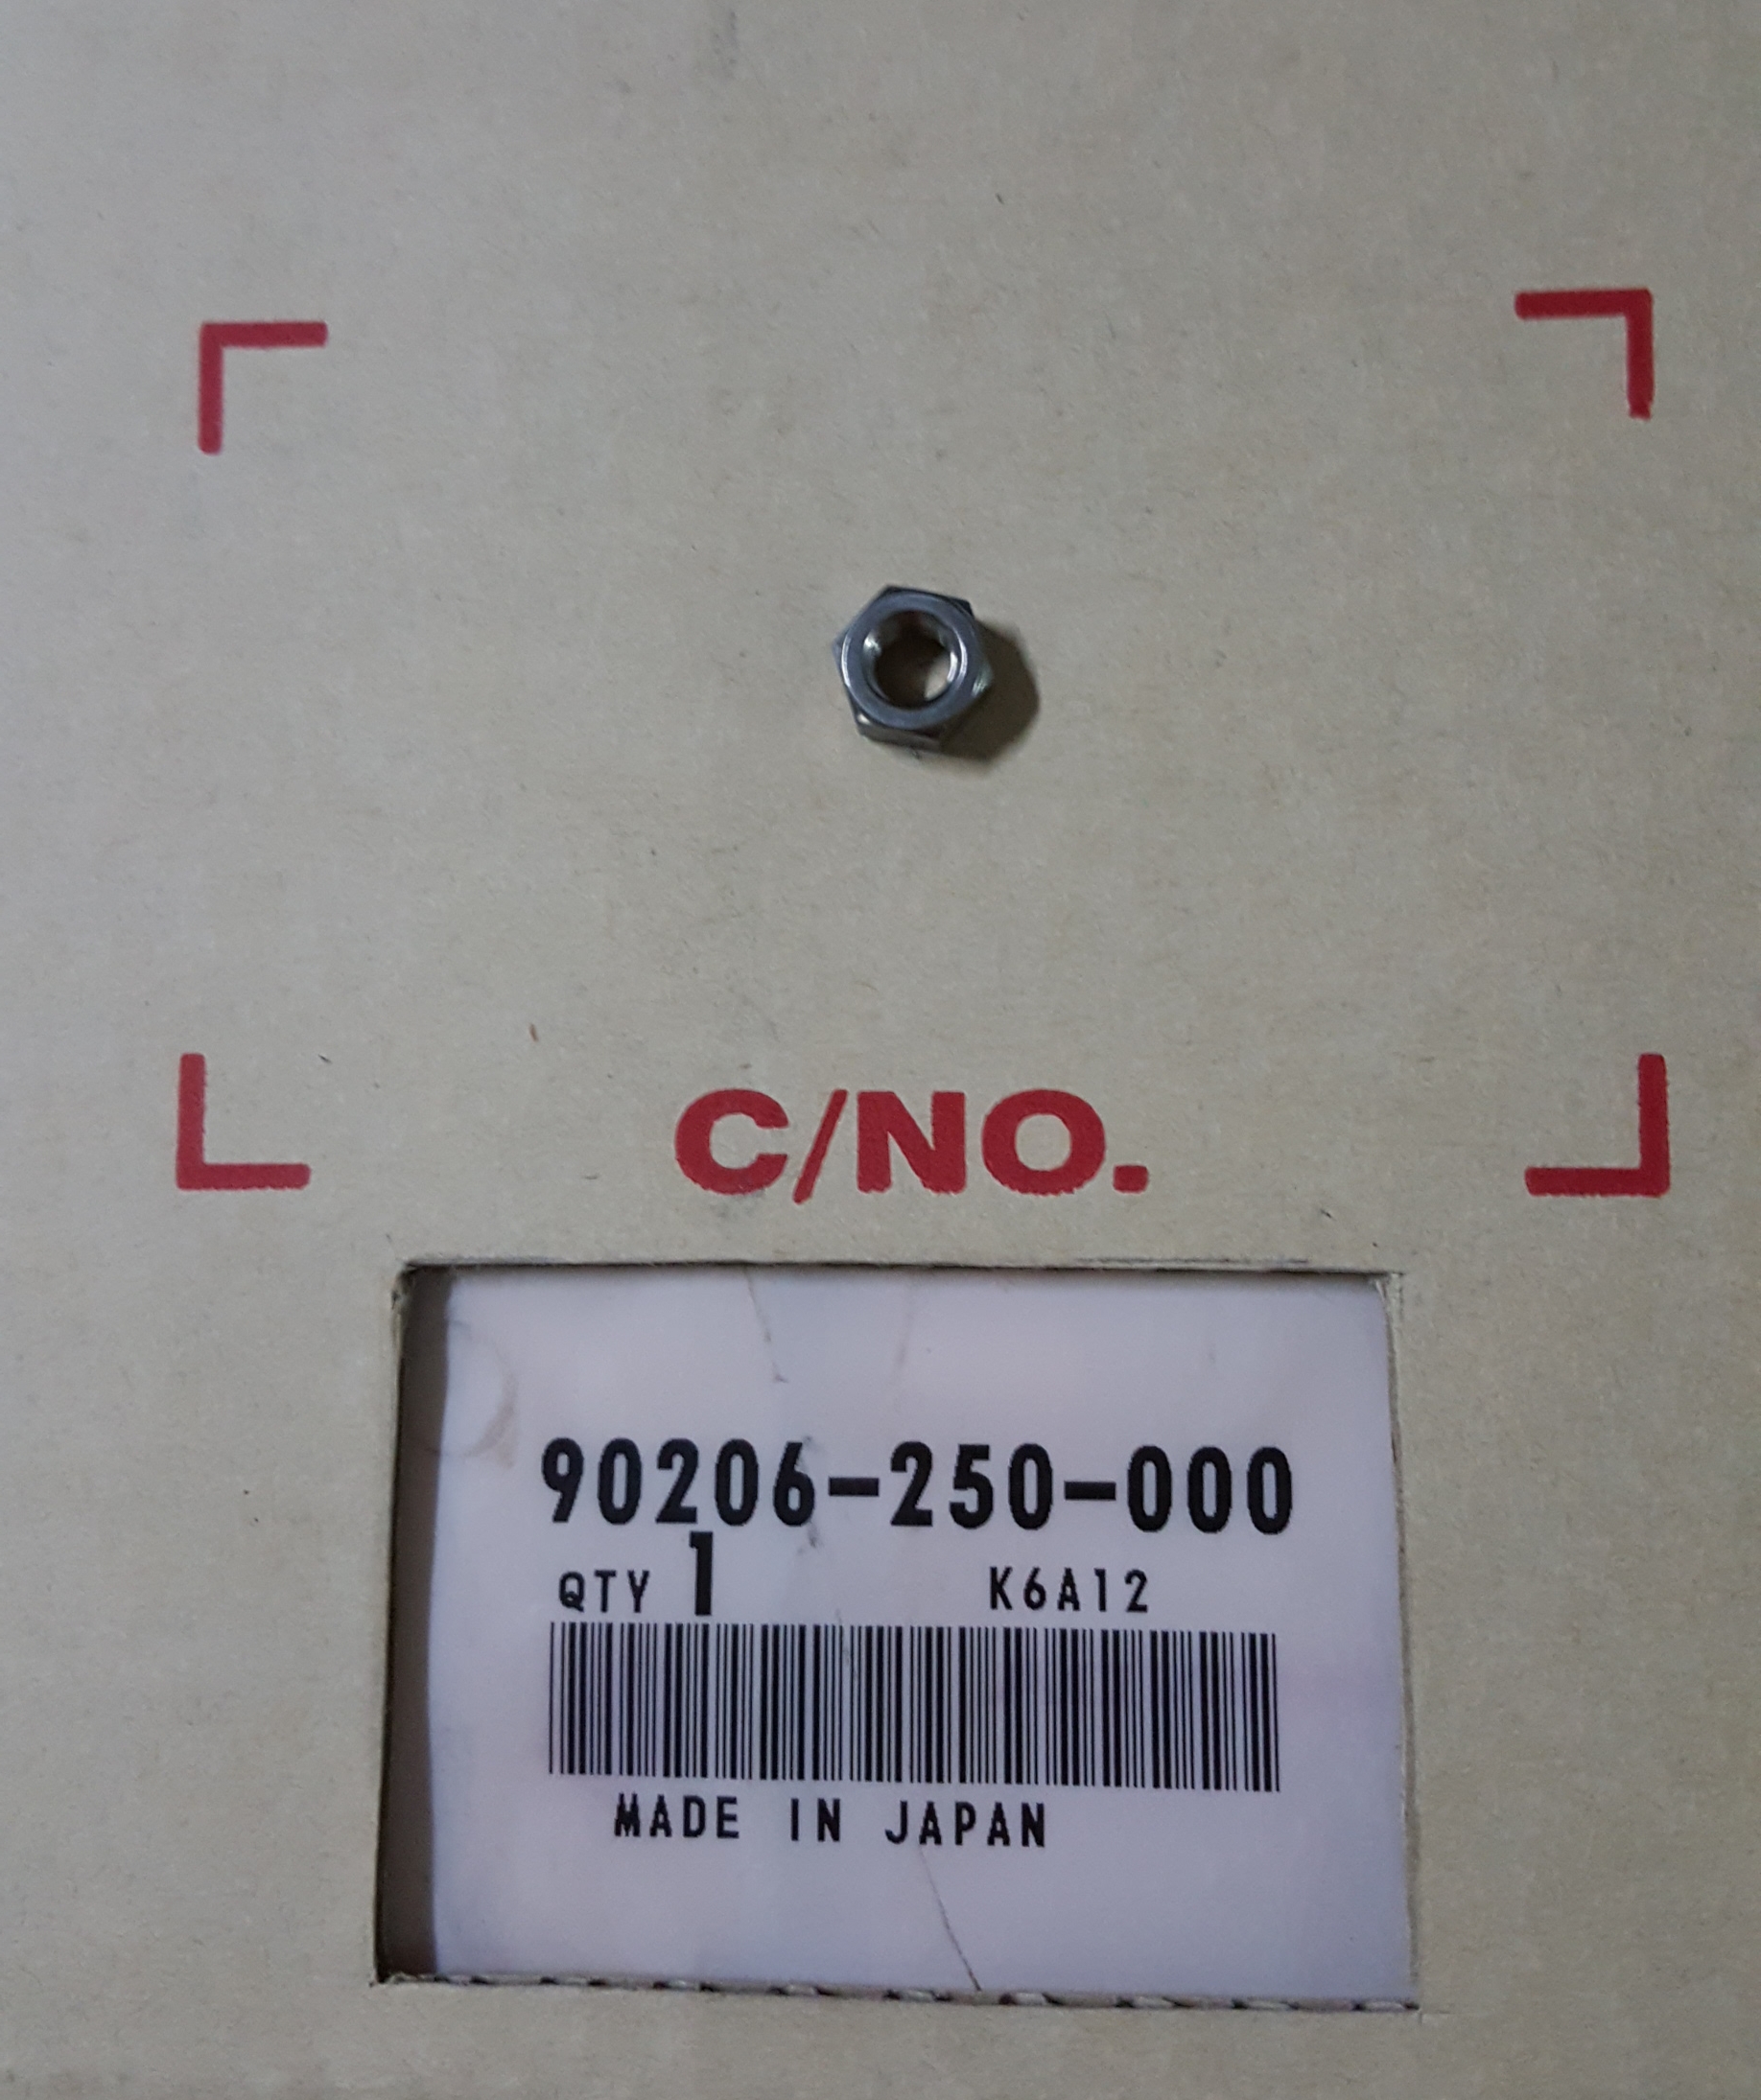 C/NO.
90206-250-000
QTY 1 K6A12
MADE IN JAPAN